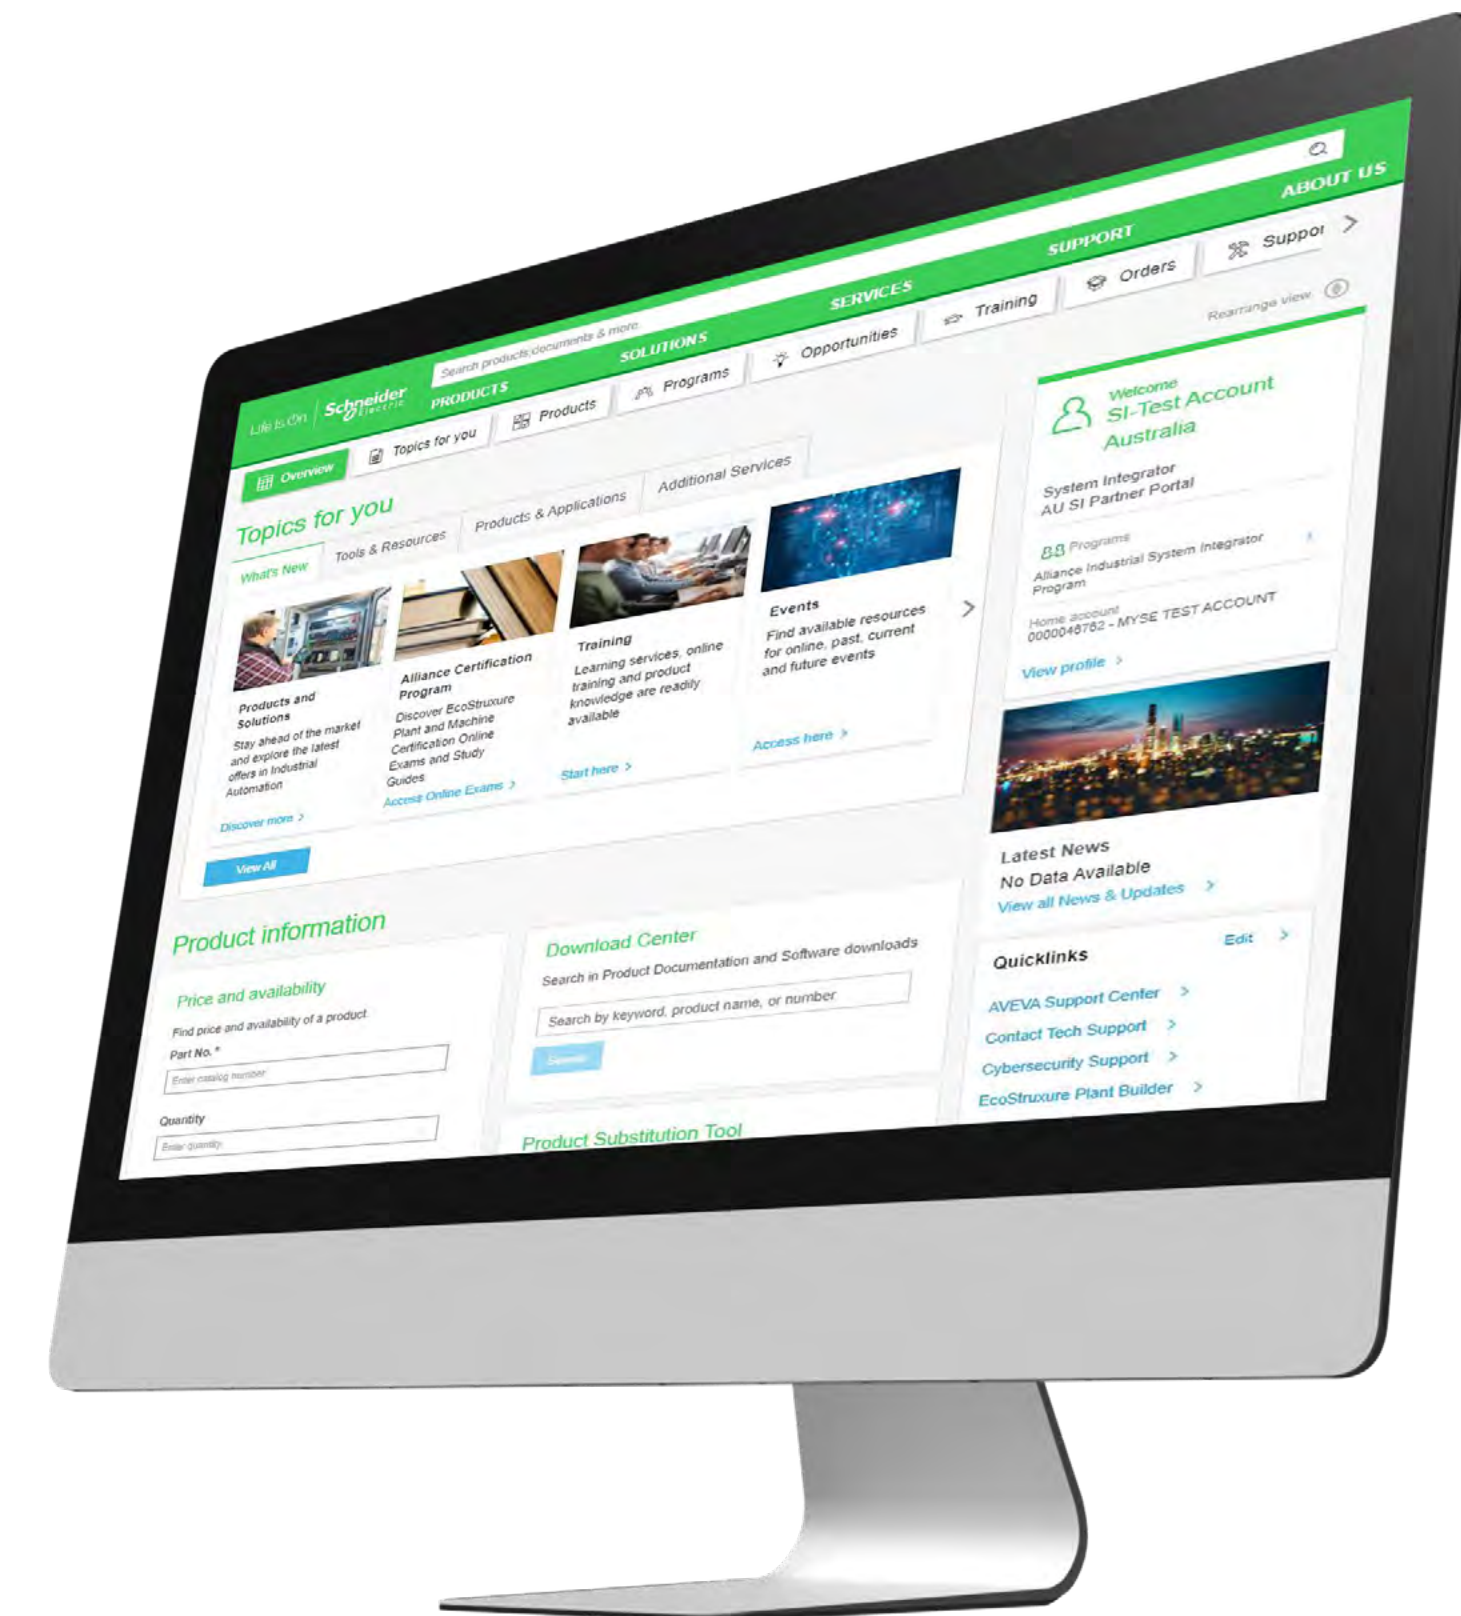 Life Is On
Schneider
Electric
Search products,documents & more
PRODUCTS
SOLUTIONS
SERVICES
SUPPORT
ABOUT US
Overview
Topics for you
Products
Programs
Opportunities
Training
Orders
Suppor
Rearrange view
Topics for you
What's New
Tools & Resources
Products & Applications
Additional Services
Products and
Solutions
Stay ahead of the market
and explore the latest
offers in Industrial
Automation
Discover more
Alliance Certification
Program
Discover EcoStruxure
Plant and Machine
Certification Online
Exams and Study
Guides
Access Online Exams
Training
Learning services, online
training and product
knowledge are readily
available
Start here
Events
Find available resources
for online, past, current
and future events
Access here
View All
Welcome
SI-Test Account
Australia
System Integrator
AU SI Partner Portal
Programs
Alliance Industrial System Integrator
Program
Home account
0000046762 - MYSE TEST ACCOUNT
View profile
Latest News
No Data Available
View all News & Updates
Quicklinks
Edit
AVEVA Support Center
Contact Tech Support
Cybersecurity Support
EcoStruxure Plant Builder
Product information
Price and availability
Find price and availability of a product
Part No. *
Enter catalog number
Quantity
Enter quantity
Download Center
Search in Product Documentation and Software downloads
Search by keyword, product name, or number
Search
Product Substitution Tool